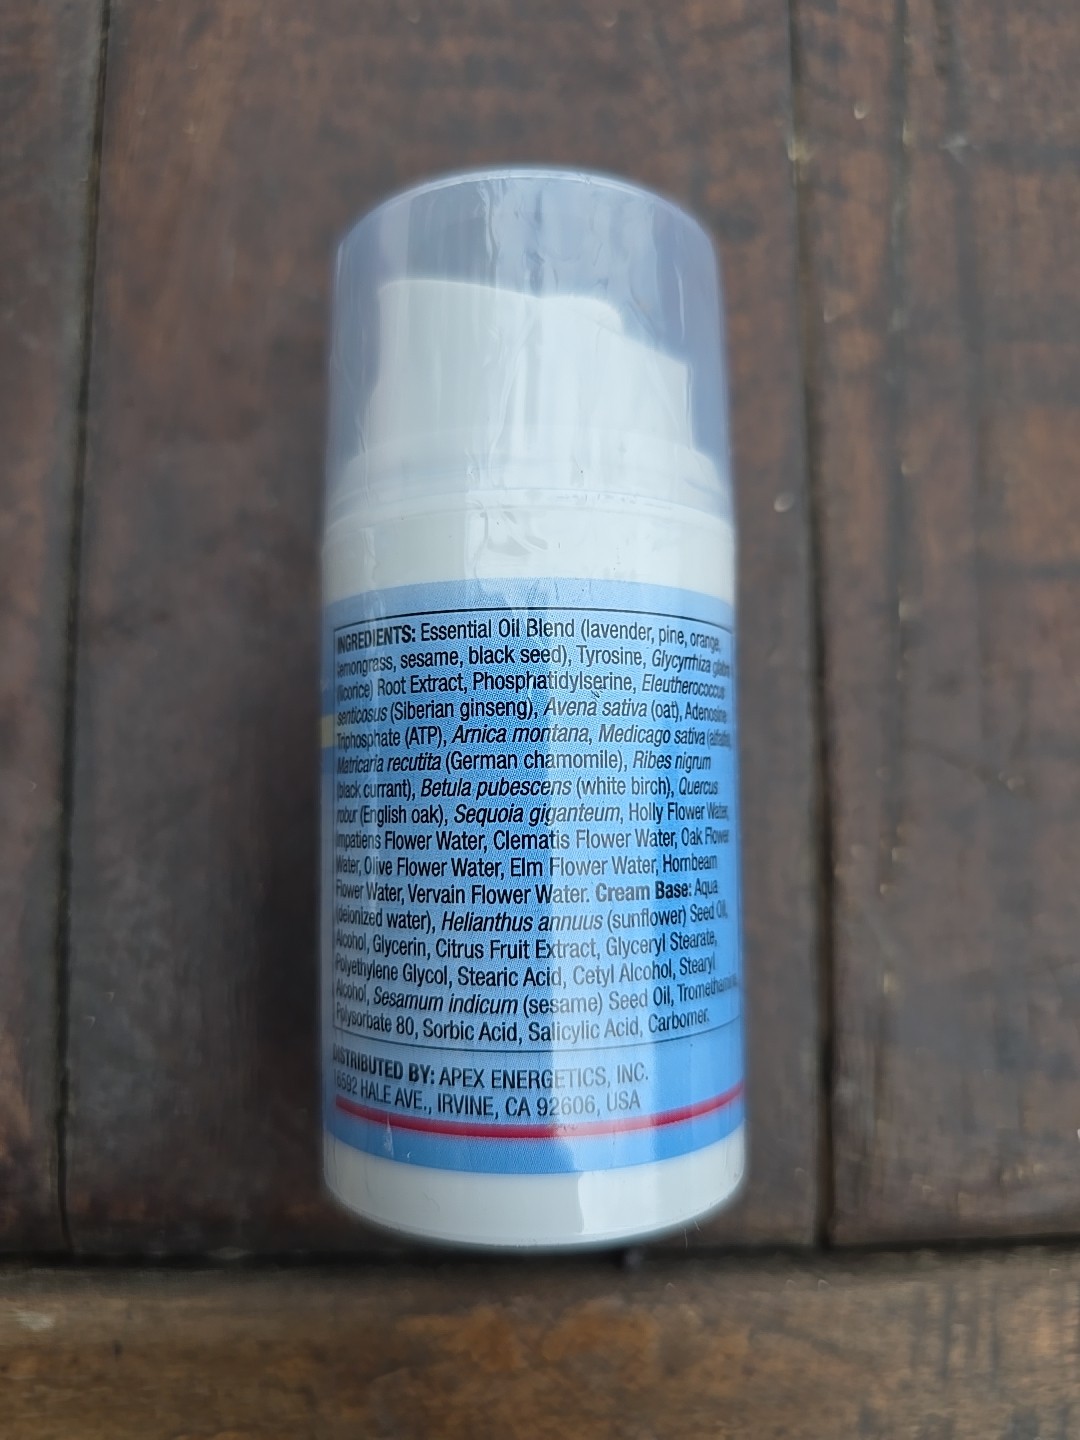 INGREDIENTS: Essential Oil Blend (lavender, pine, orange,
lemongrass, sesame, black seed), Tyrosine, Glycyrrhiza glabra
(licorice) Root Extract, Phosphatidylserine, Eleutherococcus
senticosus (Siberian ginseng), Avena sativa (oat), Adenosine
Triphosphate (ATP), Arnica montana, Medicago sativa (alfalfa),
Matricaria recutita (German chamomile), Ribes nigrum
(black currant), Betula pubescens (white birch), Quercus
robur (English oak), Sequoia giganteum, Holly Flower Water,
Impatiens Flower Water, Clematis Flower Water, Oak Flower
Water, Olive Flower Water, Elm Flower Water, Hornbeam
Flower Water, Vervain Flower Water. Cream Base: Aqua
(deionized water), Helianthus annuus (sunflower) Seed Oil,
Alcohol, Glycerin, Citrus Fruit Extract, Glyceryl Stearate,
Polyethylene Glycol, Stearic Acid, Cetyl Alcohol, Stearyl
Alcohol, Sesamum indicum (sesame) Seed Oil, Tromethamine,
Polysorbate 80, Sorbic Acid, Salicylic Acid, Carbomer.
DISTRIBUTED BY: APEX ENERGETICS, INC.
16592 HALE AVE., IRVINE, CA 92606, USA